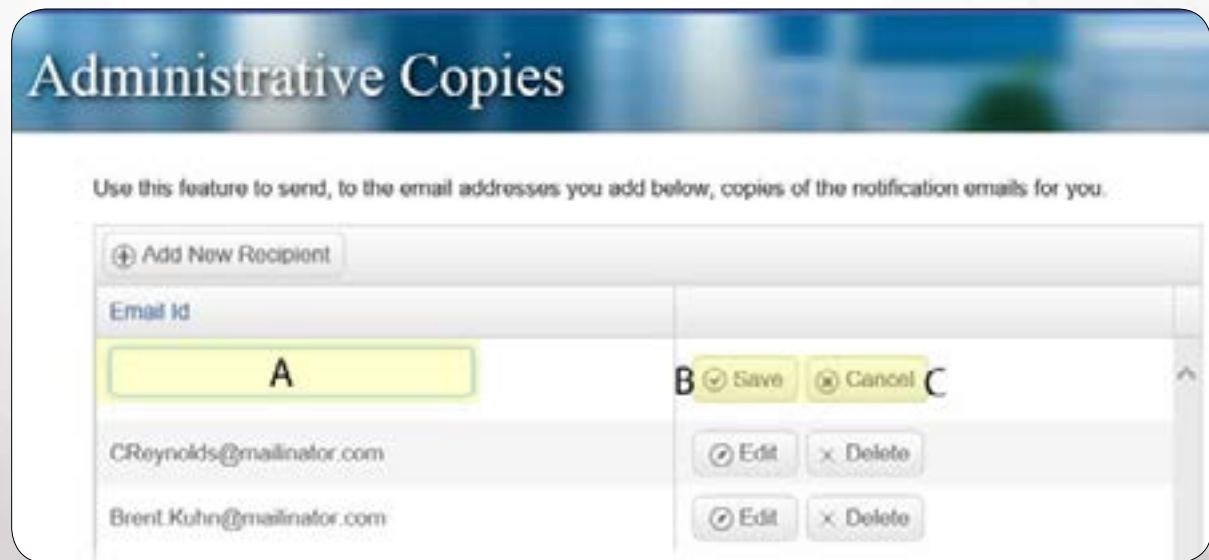 Administrative Copies
Use this feature to send, to the email addresses you add below, copies of the notification emails for you.
Add New Recipient
Email Id
A B Save Cancel C
CReynolds@mailinator.com Edit Delete
Brent.Kuhn@mailinator.com Edit Delete